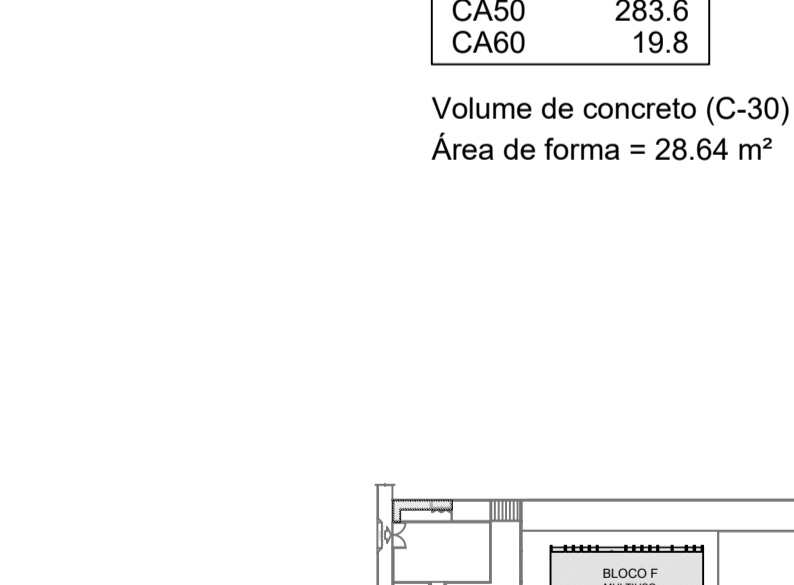 CA50 283.6
CA60 19.8
Volume de concreto (C-30)
Área de forma = 28.64 m²
BLOCO F